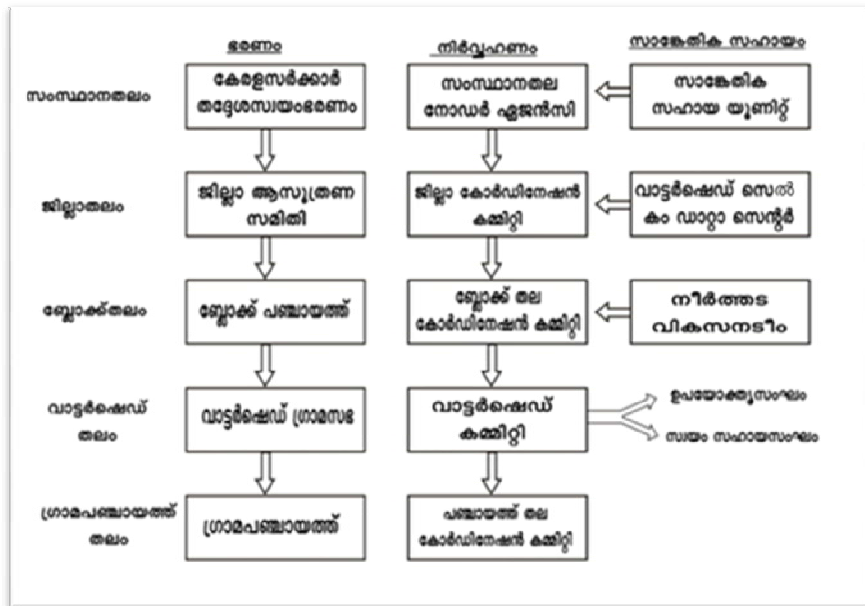 ഭരണം
നിർവ്വഹണം
സാങ്കേതിക സഹായം
സംസ്ഥാനതലം
കേരളസർക്കാർ
തദ്ദേശസ്വയംഭരണം
സംസ്ഥാനതല
നോഡർ ഏജൻസി
സാങ്കേതിക
സഹായ യൂണിറ്റ്
ജില്ലാതലം
ജില്ലാ ആസൂത്രണ
സമിതി
ജില്ലാ കോർഡിനേഷൻ
കമ്മിറ്റി
വാട്ടർഷെഡ് സെൽ
കം ഡാറ്റാ സെന്റർ
ബ്ലോക്ക്തലം
ബ്ലോക്ക് പഞ്ചായത്ത്
ബ്ലോക്ക് തല
കോർഡിനേഷൻ കമ്മിറ്റി
നീർത്തട
വികസനടീം
വാട്ടർഷെഡ്
തലം
വാട്ടർഷെഡ് ഗ്രാമസഭ
വാട്ടർഷെഡ്
കമ്മിറ്റി
ഉപയോക്തൃസംഘം
സ്വയം സഹായസംഘം
ഗ്രാമപഞ്ചായത്ത്
തലം
ഗ്രാമപഞ്ചായത്ത്
പഞ്ചായത്ത് തല
കോർഡിനേഷൻ കമ്മിറ്റി